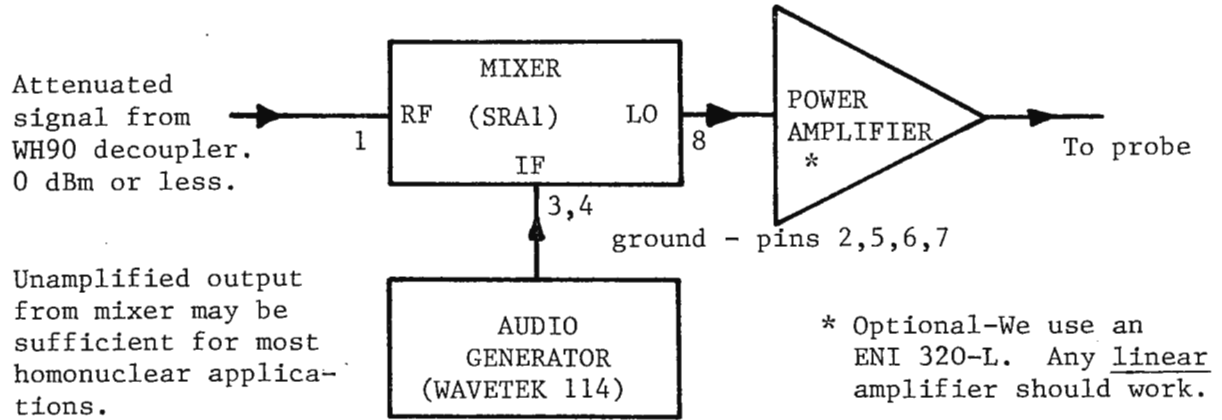 Attenuated
signal from
WH90 decoupler.
0 dBm or less.
1
RF
MIXER
(SRA1)
LO
IF
8
3,4
ground - pins 2,5,6,7
POWER
AMPLIFIER
*
To probe
Unamplified output
from mixer may be
sufficient for most
homonuclear applica-
tions.
AUDIO
GENERATOR
(WAVETEK 114)
* Optional-We use an
ENI 320-L. Any linear
amplifier should work.